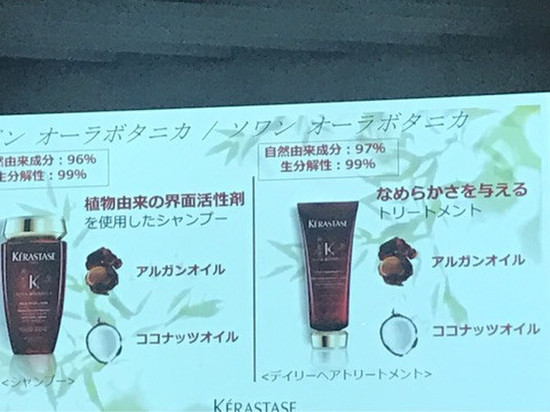 ン オーラボタニカ / ソワン オーラボタニカ
然由来成分：96%
生分解性：99%
植物由来の界面活性剤
を使用したシャンプー
KÉRASTASE
K
アルガンオイル
ココナッツオイル
<シャンプー>
自然由来成分：97%
生分解性：99%
なめらかさを与える
トリートメント
KÉRASTASE
K
アルガンオイル
ココナッツオイル
<デイリーヘアトリートメント>
KÉRASTASE